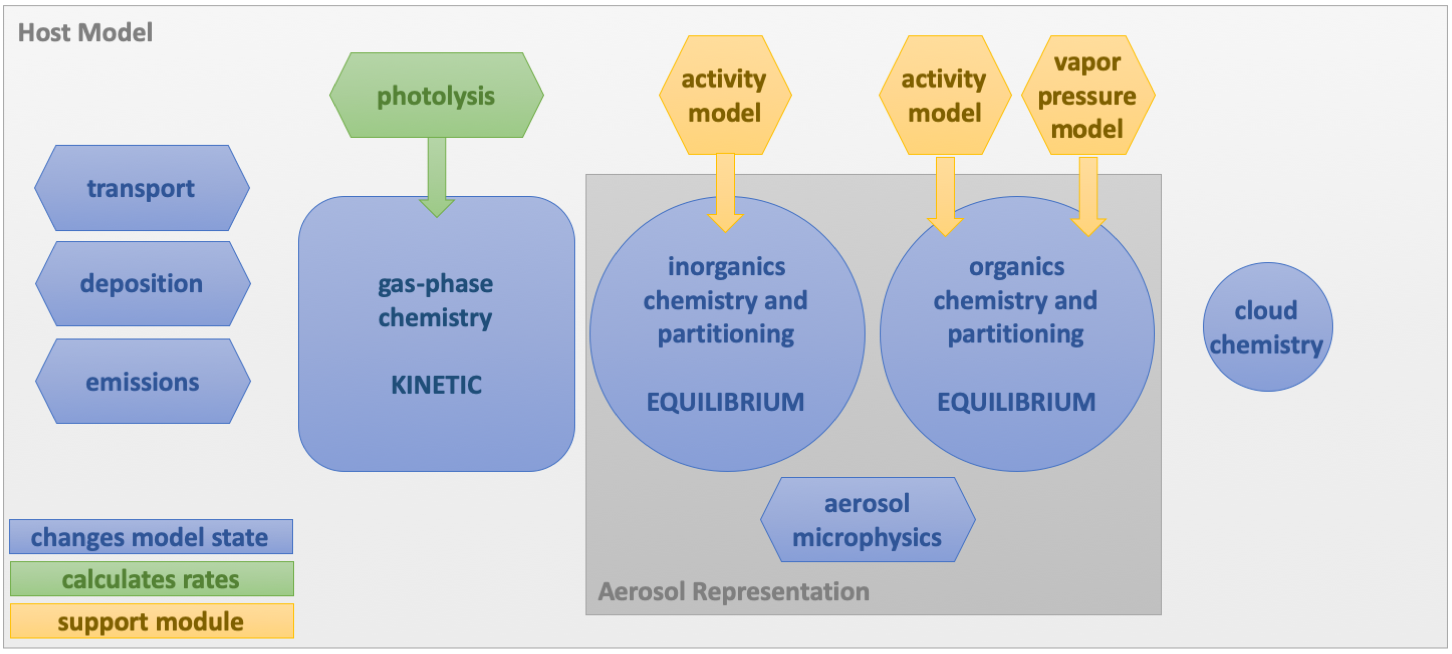 Host Model
photolysis
activity
model
activity
model
vapor
pressure
model
transport
deposition
emissions
gas-phase
chemistry
KINETIC
inorganics
chemistry and
partitioning
EQUILIBRIUM
organics
chemistry and
partitioning
EQUILIBRIUM
cloud
chemistry
aerosol
microphysics
Aerosol Representation
changes model state
calculates rates
support module